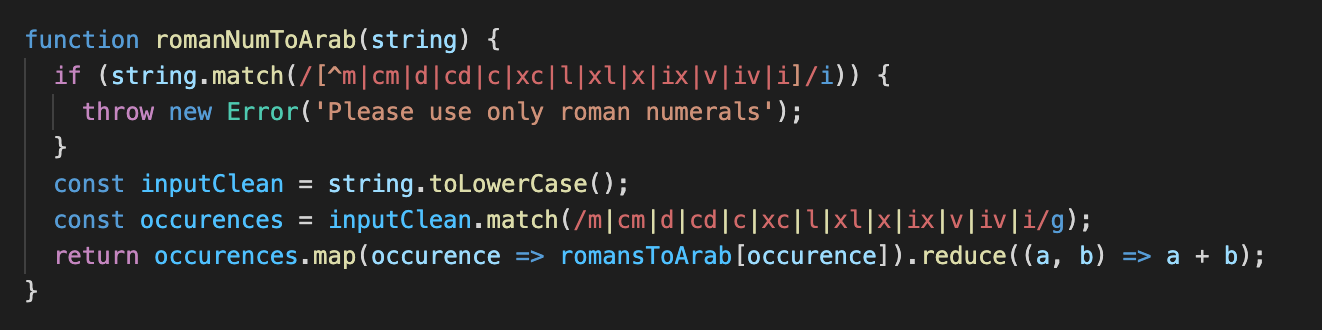 function romanNumToArab(string) {
  if (string.match(/[^m|cm|d|cd|c|xc|l|xl|x|ix|v|iv|i]/i)) {
    throw new Error('Please use only roman numerals');
  }
  const inputClean = string.toLowerCase();
  const occurences = inputClean.match(/m|cm|d|cd|c|xc|l|xl|x|ix|v|iv|i/g);
  return occurences.map(occurence => romansToArab[occurence]).reduce((a, b) => a + b);
}